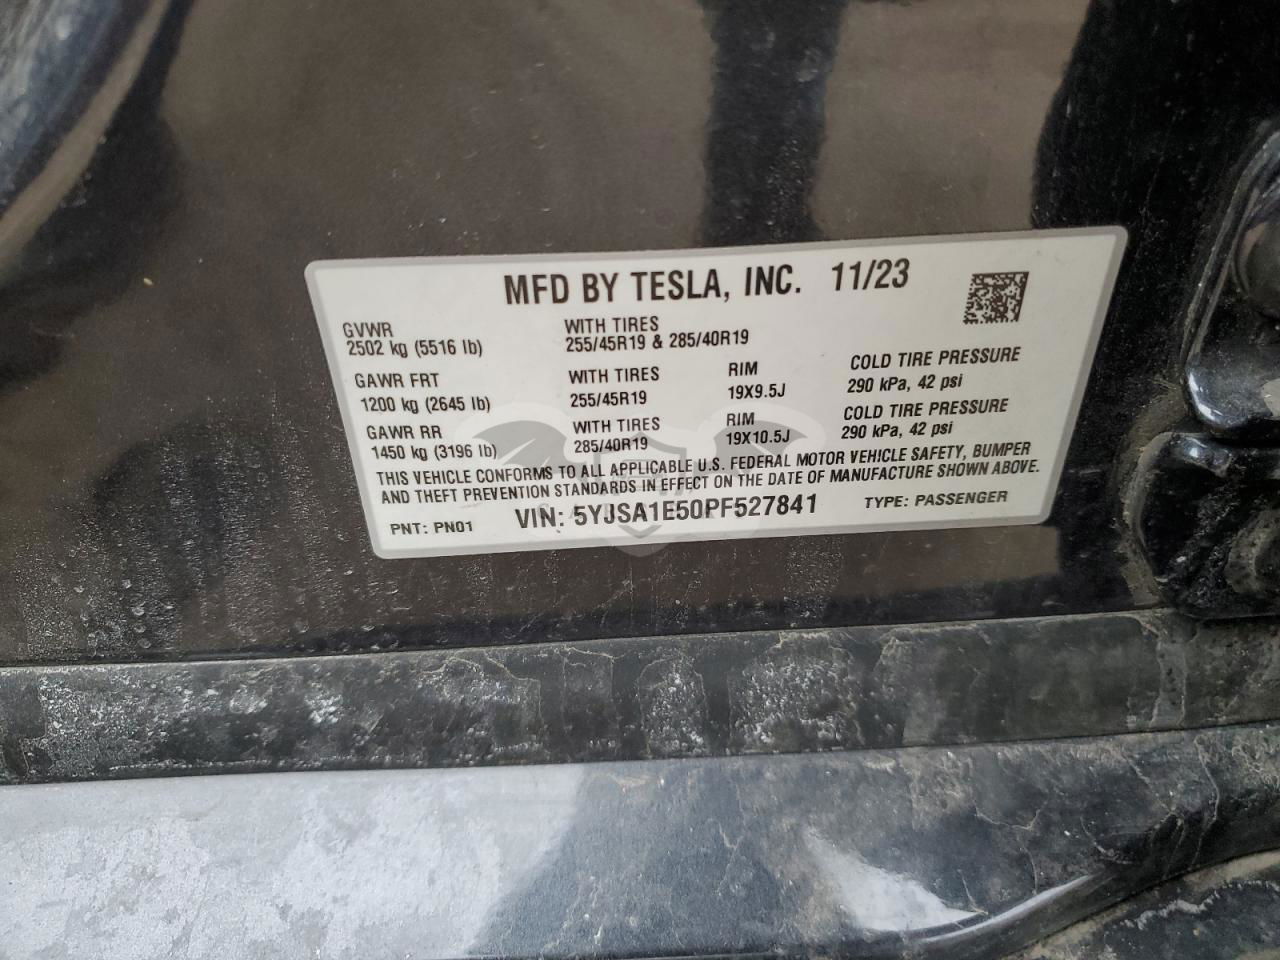 MFD BY TESLA, INC. 11/23
GVWR WITH TIRES
2502 kg (5516 lb) 255/45R19 & 285/40R19
GAWR FRT WITH TIRES RIM COLD TIRE PRESSURE
1200 kg (2645 lb) 255/45R19 19X9.5J 290 kPa, 42 psi
GAWR RR WITH TIRES RIM COLD TIRE PRESSURE
1450 kg (3196 lb) 285/40R19 19X10.5J 290 kPa, 42 psi
THIS VEHICLE CONFORMS TO ALL APPLICABLE U.S. FEDERAL MOTOR VEHICLE SAFETY, BUMPER
AND THEFT PREVENTION STANDARDS IN EFFECT ON THE DATE OF MANUFACTURE SHOWN ABOVE.
PNT: PN01 VIN: 5YJSA1E50PF527841 TYPE: PASSENGER